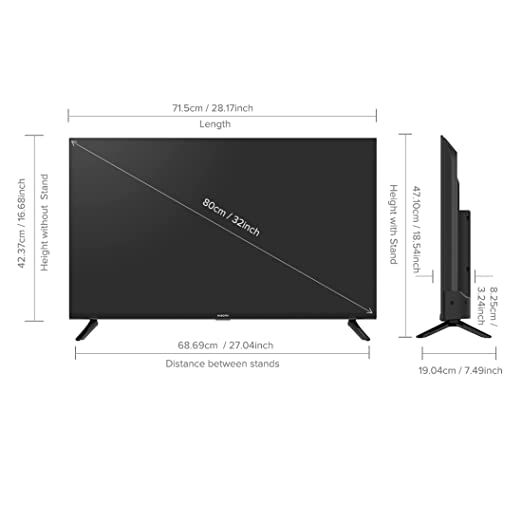 71.5cm / 28.17inch
Length
42.37cm / 16.68inch
Height without Stand
80cm / 32inch
Height with Stand
47.10cm / 18.54inch
8.25cm /
3.24inch
68.69cm / 27.04inch
Distance between stands
19.04cm / 7.49inch